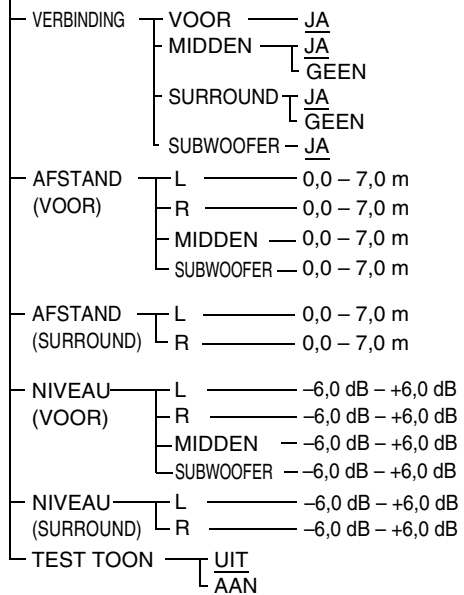 VERBINDING VOOR JA
MIDDEN JA
GEEN
SURROUND JA
GEEN
SUBWOOFER JA
AFSTAND L 0,0 – 7,0 m
(VOOR) R 0,0 – 7,0 m
MIDDEN 0,0 – 7,0 m
SUBWOOFER 0,0 – 7,0 m
AFSTAND L 0,0 – 7,0 m
(SURROUND) R 0,0 – 7,0 m
NIVEAU L –6,0 dB – +6,0 dB
(VOOR) R –6,0 dB – +6,0 dB
MIDDEN –6,0 dB – +6,0 dB
SUBWOOFER –6,0 dB – +6,0 dB
NIVEAU L –6,0 dB – +6,0 dB
(SURROUND) R –6,0 dB – +6,0 dB
TEST TOON UIT
AAN